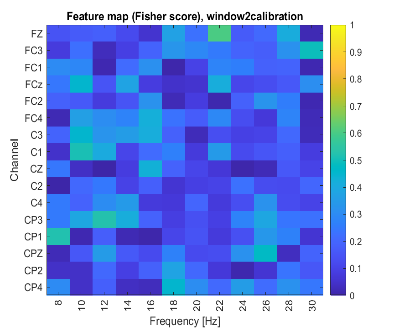 Feature map (Fisher score), window2calibration
Channel
FZ
FC3
FC1
FCz
FC2
FC4
C3
C1
CZ
C2
C4
CP3
CP1
CPZ
CP2
CP4
8 10 12 14 16 18 20 22 24 26 28 30
Frequency [Hz]
1
0.9
0.8
0.7
0.6
0.5
0.4
0.3
0.2
0.1
0